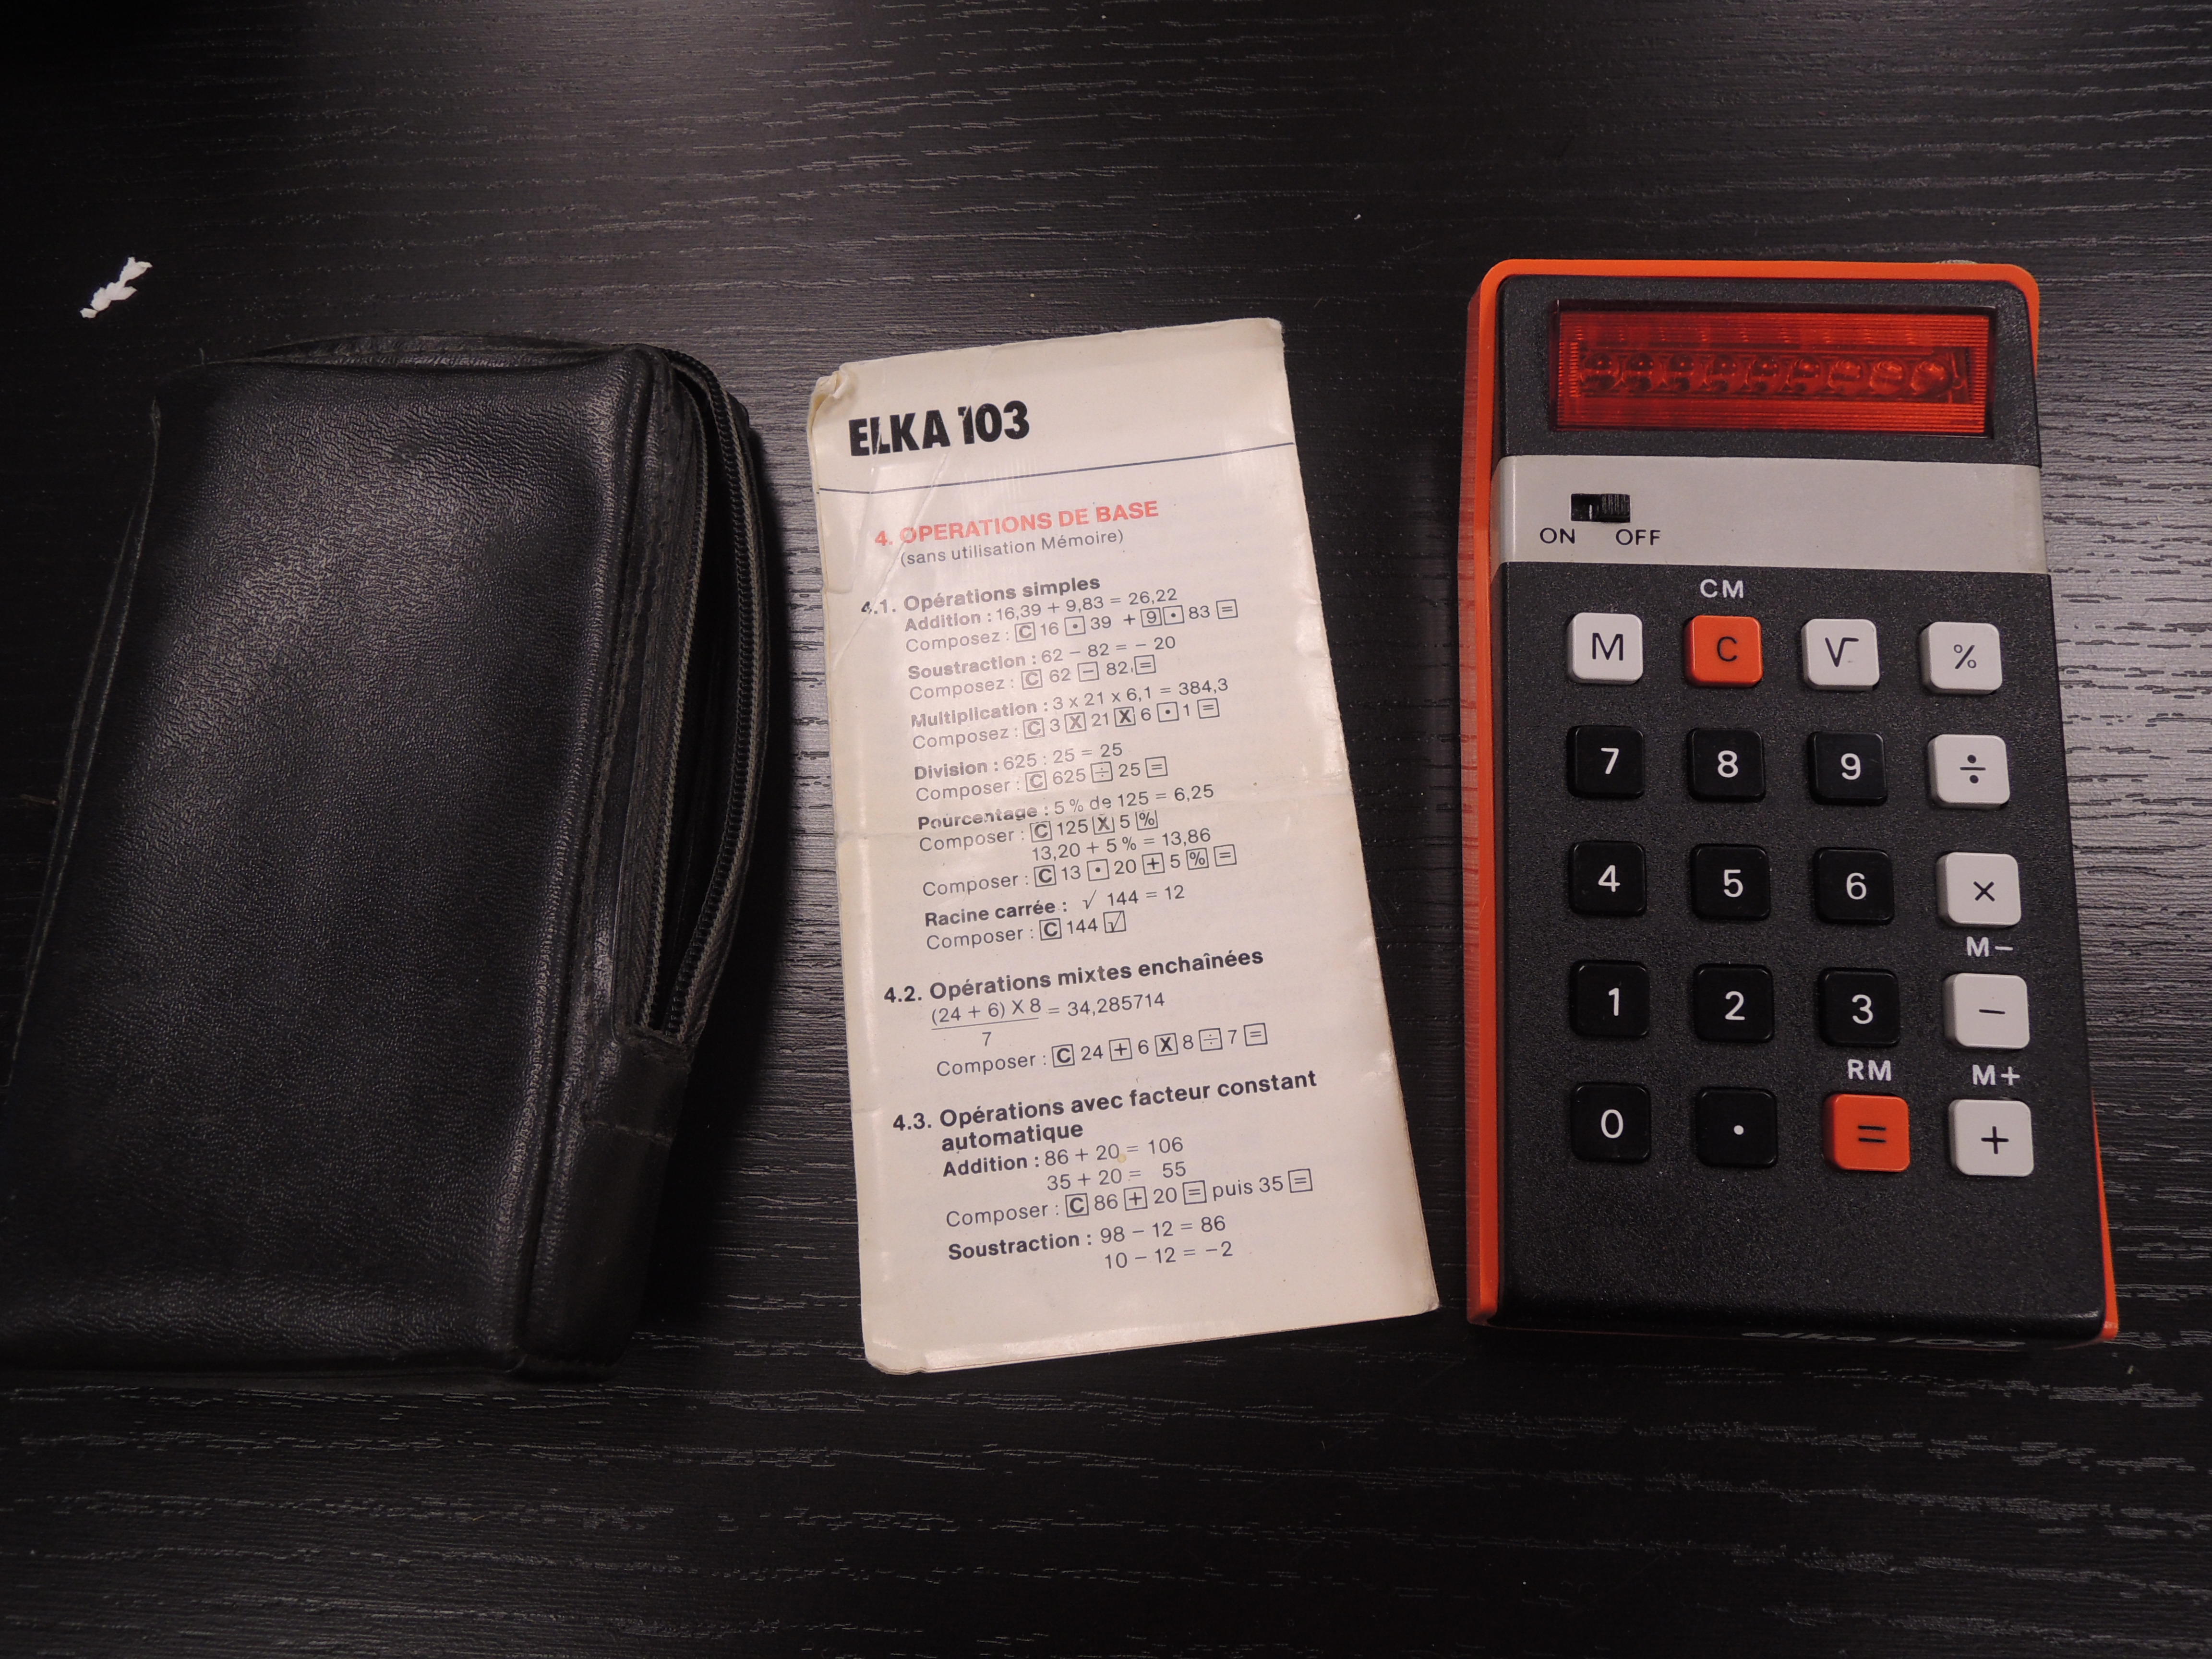 ELKA 103
4. OPERATIONS DE BASE
(sans utilisation Mémoire)
4.1. Opérations simples
Addition : 16,39 + 9,83 = 26,22
Composez : C 16 • 39 + 9 • 83 =
Soustraction : 62 − 82 = − 20
Composez : C 62 − 82 =
Multiplication : 3 x 21 x 6,1 = 384,3
Composez : C 3 X 21 X 6 • 1 =
Division : 625 : 25 = 25
Composer : C 625 ÷ 25 =
Pourcentage : 5 % de 125 = 6,25
Composer : C 125 X 5 %
13,20 + 5 % = 13,86
Composer : C 13 • 20 + 5 % =
Racine carrée : √ 144 = 12
Composer : C 144 √
4.2. Opérations mixtes enchaînées
(24 + 6) X 8 = 34,285714
7
Composer : C 24 + 6 X 8 ÷ 7 =
4.3. Opérations avec facteur constant
automatique
Addition : 86 + 20 = 106
35 + 20 = 55
Composer : C 86 + 20 = puis 35 =
Soustraction : 98 − 12 = 86
10 − 12 = −2
ON OFF
CM
M C √ %
7 8 9 ÷
4 5 6 ×
M−
1 2 3 −
RM M+
0 • = +
elka 103